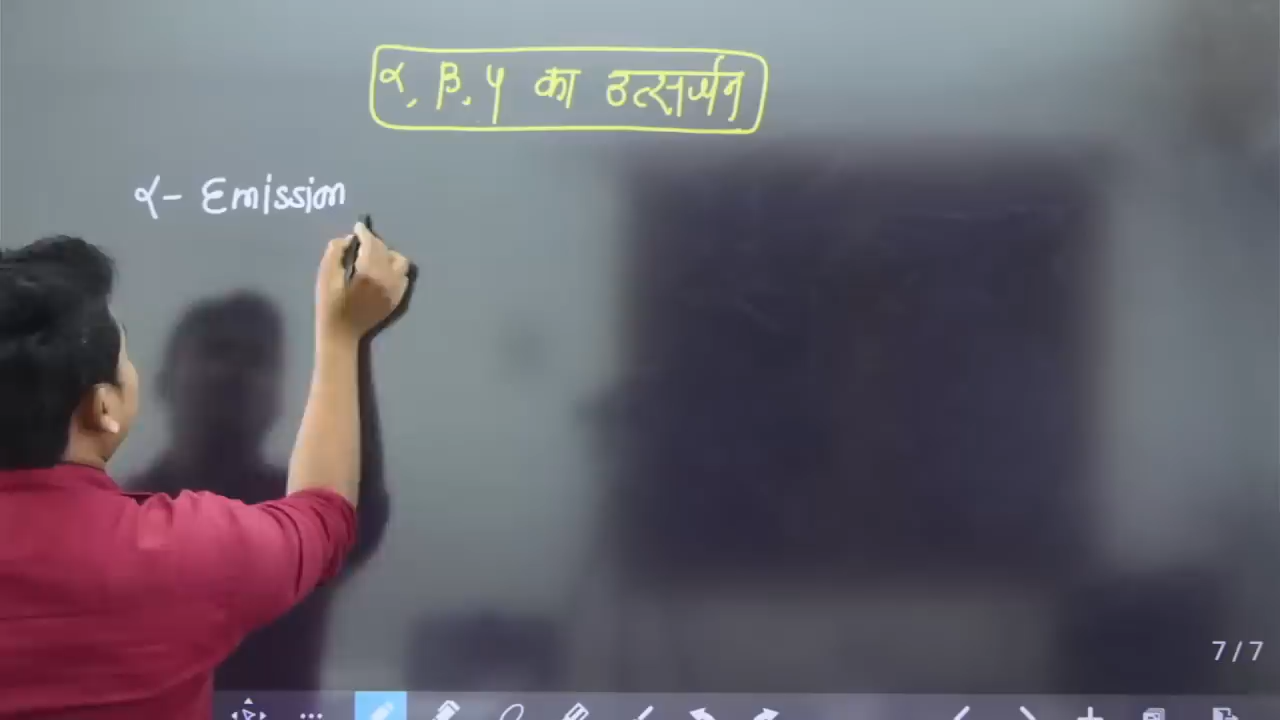 α, β, γ का उत्सर्जन
α- Emission
7/7